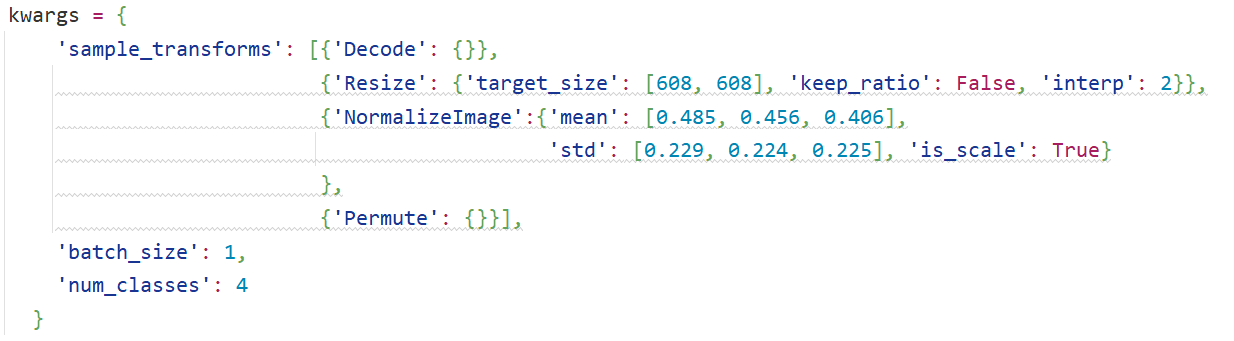 kwargs = {
    'sample_transforms': [{'Decode': {}},
                          {'Resize': {'target_size': [608, 608], 'keep_ratio': False, 'interp': 2}},
                          {'NormalizeImage':{'mean': [0.485, 0.456, 0.406],
                                             'std': [0.229, 0.224, 0.225], 'is_scale': True}
                          },
                          {'Permute': {}}],
    'batch_size': 1,
    'num_classes': 4
  }